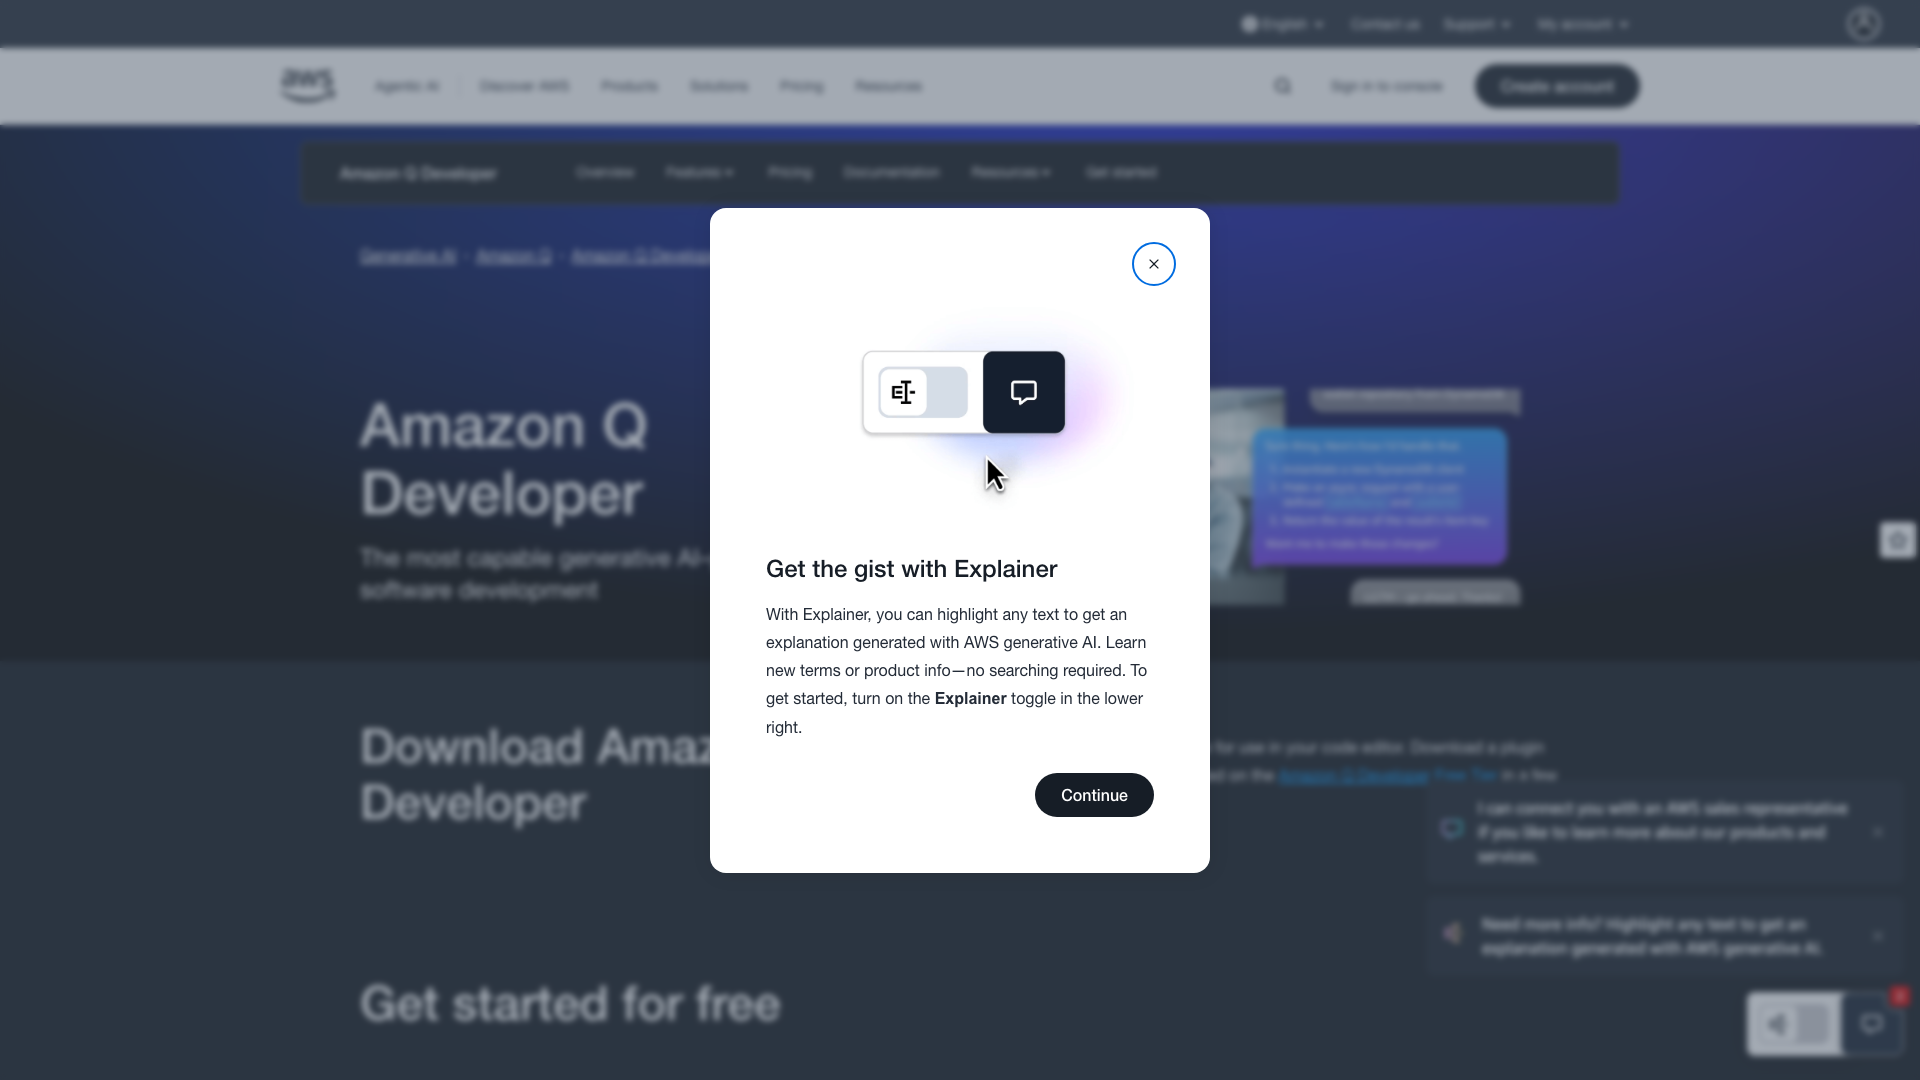 English
Contact us
Support
My account
aws
Agentic AI
Discover AWS
Products
Solutions
Pricing
Resources
Sign in to console
Create account
Amazon Q Developer
Overview
Features
Pricing
Documentation
Resources
Get started
Generative AI
Amazon Q
Amazon Q Develop
Amazon Q
Developer
The most capable generative AI-
software development
Get the gist with Explainer
With Explainer, you can highlight any text to get an
explanation generated with AWS generative AI. Learn
new terms or product info—no searching required. To
get started, turn on the Explainer toggle in the lower
right.
Continue
Download Amaz
Developer
for use in your code editor. Download a plugin
on the Amazon Q Developer Free Tier in a few
I can connect you with an AWS sales representative
if you like to learn more about our products and
services.
Need more info? Highlight any text to get an
explanation generated with AWS generative AI.
Get started for free